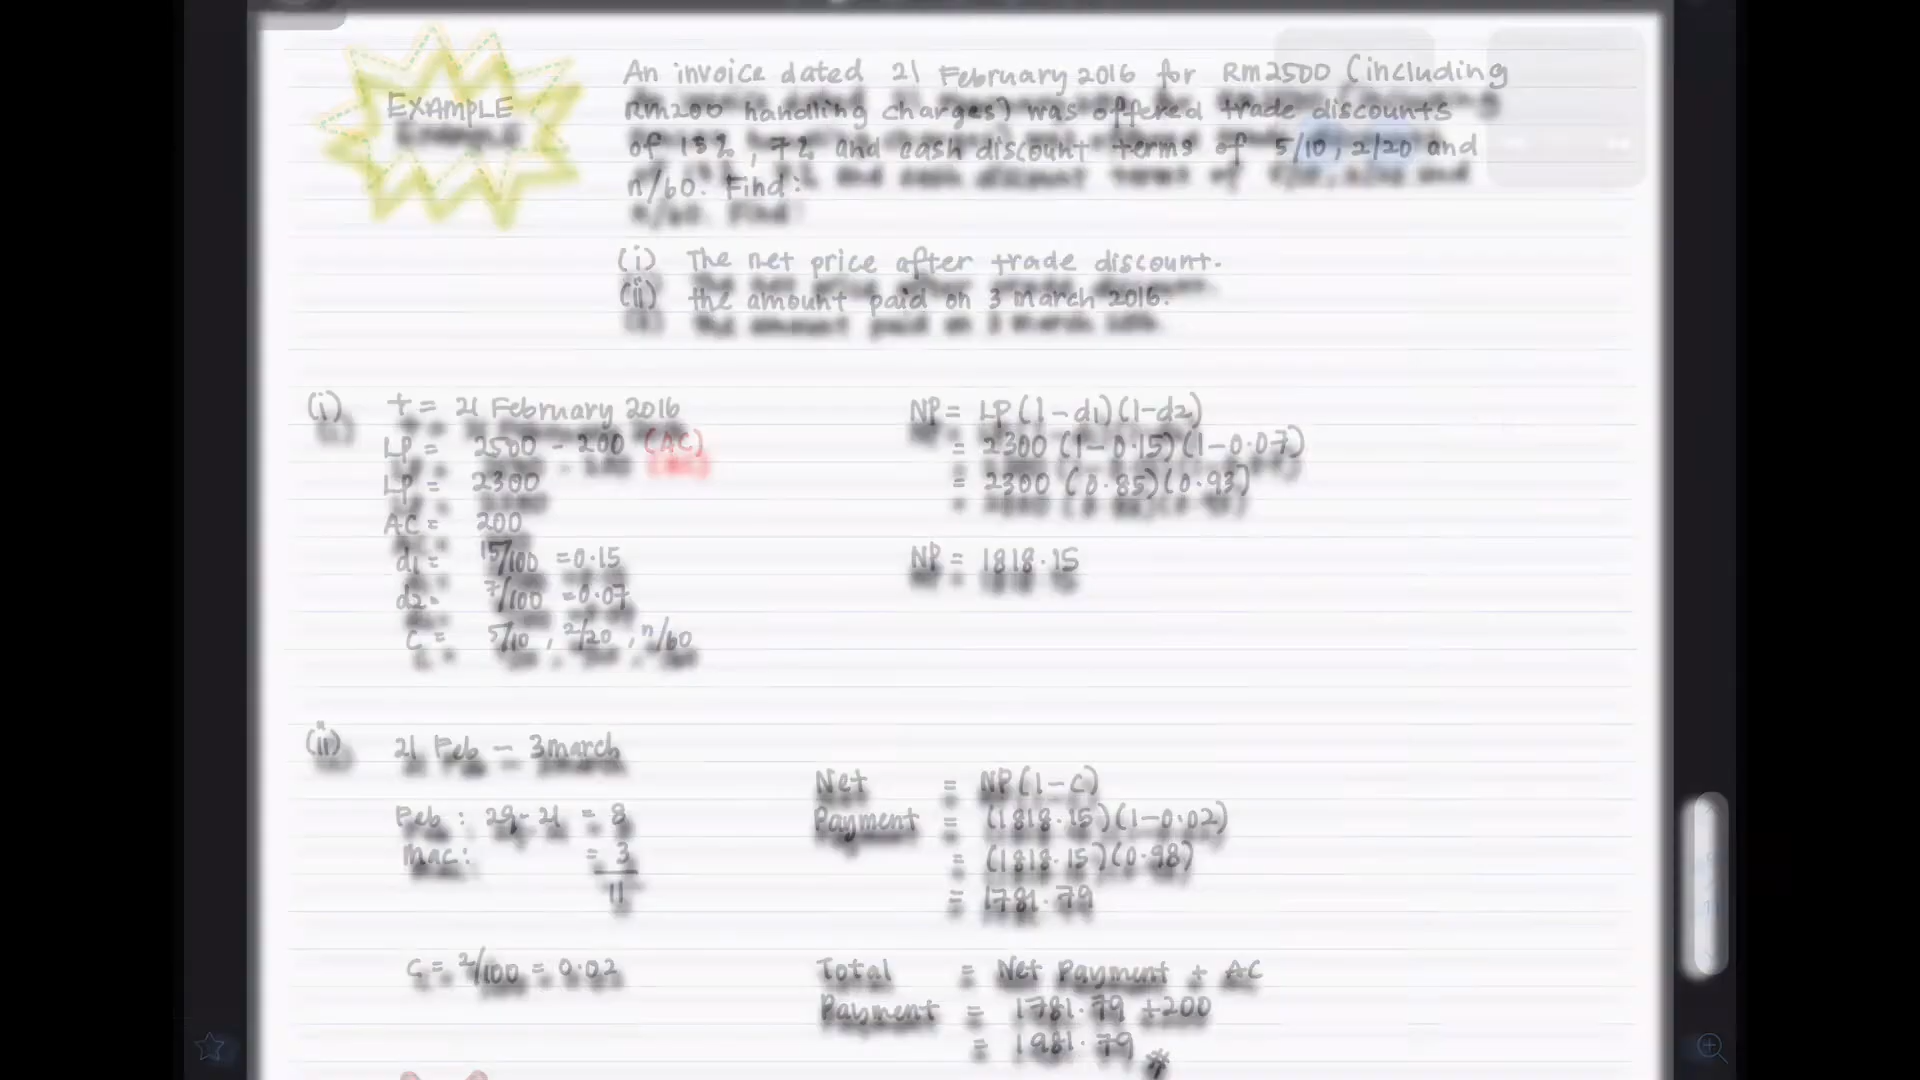 EXAMPLE
An invoice dated 21 February 2016 for RM2500 (including
RM200 handling charges) was offered trade discounts
of 15%, 7% and cash discount terms of 5/10, 2/20 and
n/60. Find:
(i) The net price after trade discount.
(ii) the amount paid on 3 march 2016.
(i) t = 21 February 2016
LP = 2500 - 200 (AC)
LP = 2300
AC = 200
d1 = 15/100 = 0.15
d2 = 7/100 = 0.07
C = 5/10, 2/20, n/60
NP = LP(1-d1)(1-d2)
= 2300 (1-0.15)(1-0.07)
= 2300 (0.85)(0.93)
NP = 1818.15
(ii) 21 Feb - 3 march
Feb : 29-21 = 8
Mac: = 3
11
C = 2/100 = 0.02
Net = NP(1-C)
Payment = (1818.15)(1-0.02)
= (1818.15)(0.98)
= 1781.79
Total = Net Payment + AC
Payment = 1781.79 +200
= 1981.79 *